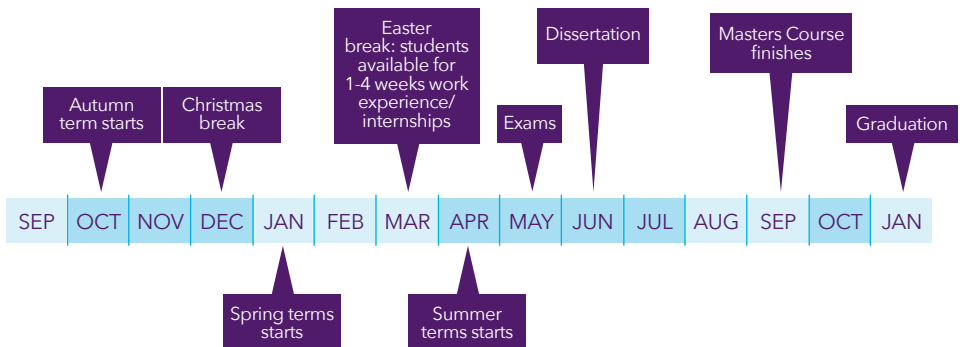 Easter
break: students
available for
1-4 weeks work
experience/
internships
Dissertation
Masters Course
finishes
Autumn
term starts
Christmas
break
Exams
Graduation
SEP OCT NOV DEC JAN FEB MAR APR MAY JUN JUL AUG SEP OCT JAN
Spring terms
starts
Summer
terms starts